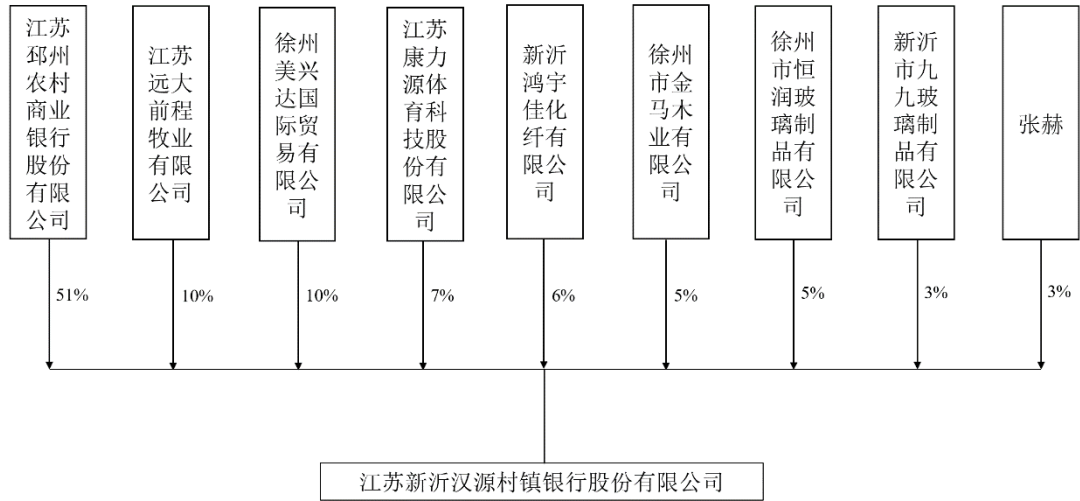 江苏
邳州
农村
商业
银行
股份
有限
公司
江苏
远大
前程
牧业
有限
公司
徐州
美兴
达国
际贸
易有
限公
司
江苏
康力
源体
育科
技股
份有
限公
司
新沂
鸿宇
佳化
纤有
限公
司
徐州
市金
马木
业有
限公
司
徐州
市恒
润玻
璃制
品有
限公
司
新沂
市九
九玻
璃制
品有
限公
司
张赫
51%
10%
10%
7%
6%
5%
5%
3%
3%
江苏新沂汉源村镇银行股份有限公司